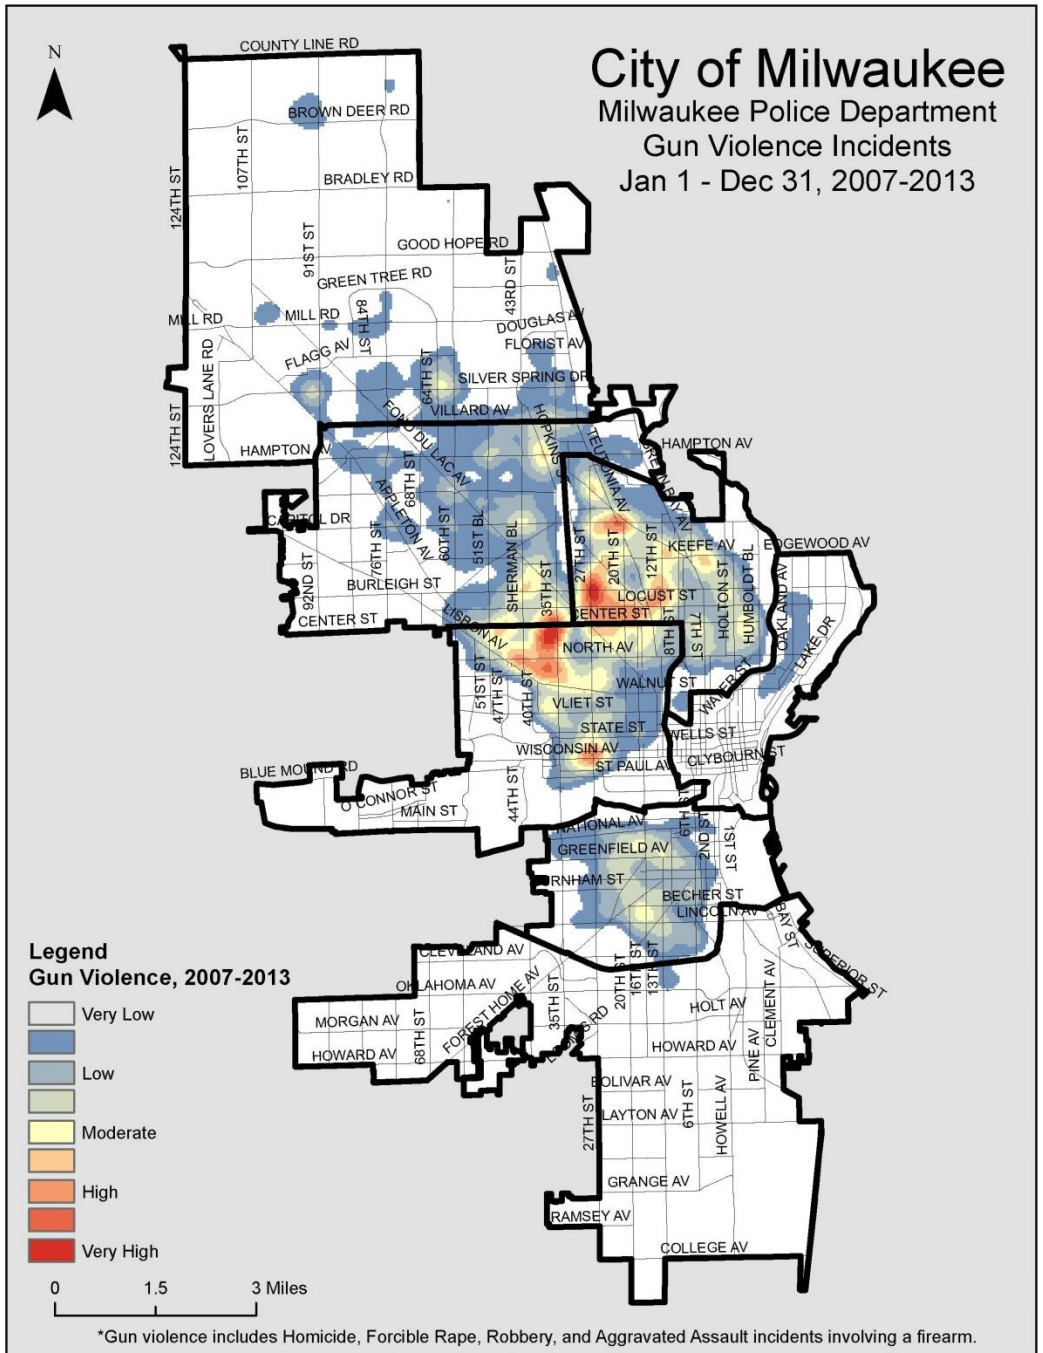 N
City of Milwaukee
Milwaukee Police Department
Gun Violence Incidents
Jan 1 - Dec 31, 2007-2013
COUNTY LINE RD
BROWN DEER RD
107TH ST
124TH ST
BRADLEY RD
91ST ST
GOOD HOPE RD
GREEN TREE RD
43RD ST
MILL RD
MILL RD
84TH ST
DOUGLAS AV
FLORIST AV
FLAGG AV
LOVERS LANE RD
64TH ST
SILVER SPRING DR
VILLARD AV
124TH ST
FOND DU LAC AV
HOPKINS ST
TEUTONIA AV
GREEN BAY AV
HAMPTON AV
HAMPTON AV
68TH ST
APPLETON AV
CAPITOL DR
76TH ST
60TH ST
51ST BL
SHERMAN BL
35TH ST
27TH ST
20TH ST
12TH ST
KEEFE AV
EDGEWOOD AV
92ND ST
BURLEIGH ST
LOCUST ST
HOLTON ST
HUMBOLDT BL
OAKLAND AV
CENTER ST
CENTER ST
LISBON AV
NORTH AV
8TH ST
7TH ST
LAKE DR
51ST ST
47TH ST
40TH ST
WALNUT ST
WATER ST
VLIET ST
STATE ST
WELLS ST
WISCONSIN AV
CLYBOURN ST
ST PAUL AV
BLUE MOUND RD
O CONNOR ST
MAIN ST
44TH ST
6TH ST
NATIONAL AV
2ND ST
1ST ST
GREENFIELD AV
RNHAM ST
BECHER ST
LINCOLN AV
BAY ST
SUPERIOR ST
CLEVELAND AV
OKLAHOMA AV
FOREST HOME AV
35TH ST
20TH ST
16TH ST
13TH ST
CLEMENT AV
HOLT AV
MORGAN AV
68TH ST
LOOMIS RD
HOWARD AV
HOWARD AV
PINE AV
BOLIVAR AV
27TH ST
LAYTON AV
6TH ST
HOWELL AV
GRANGE AV
RAMSEY AV
COLLEGE AV
Legend
Gun Violence, 2007-2013
Very Low
Low
Moderate
High
Very High
0 1.5 3 Miles
*Gun violence includes Homicide, Forcible Rape, Robbery, and Aggravated Assault incidents involving a firearm.